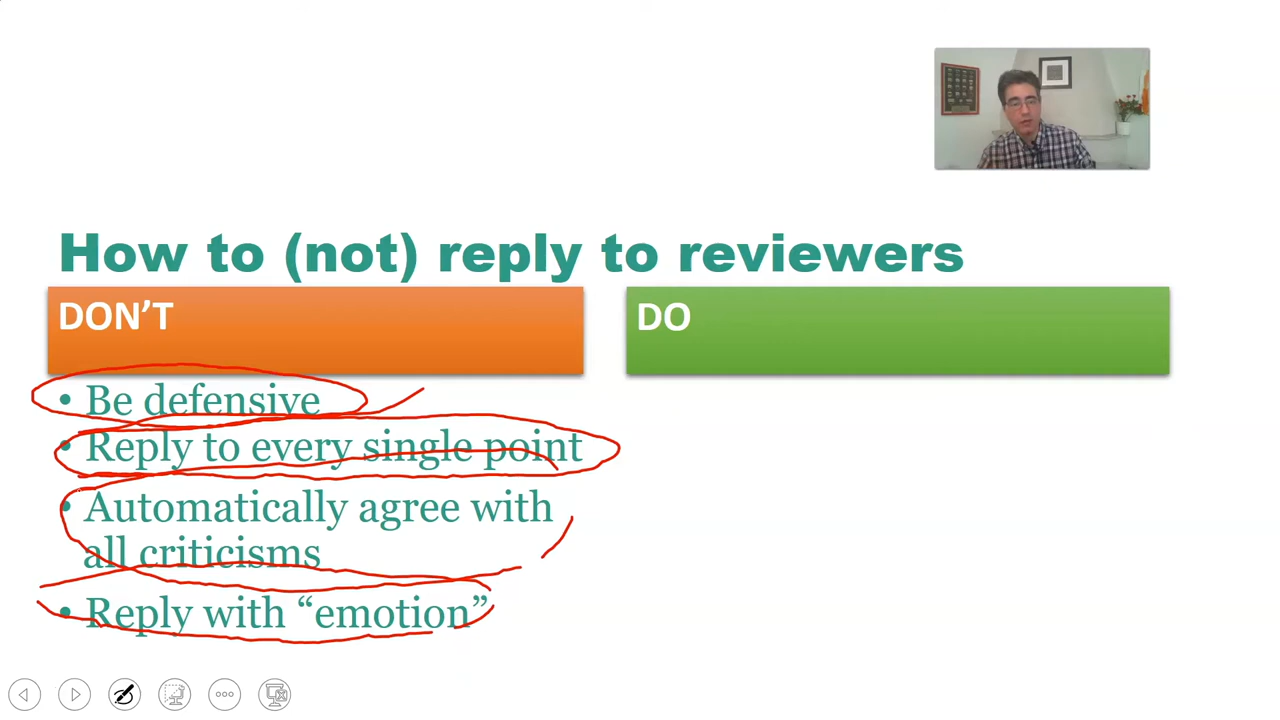 How to (not) reply to reviewers
DON’T
• Be defensive
• Reply to every single point
• Automatically agree with
all criticisms
• Reply with “emotion”
DO